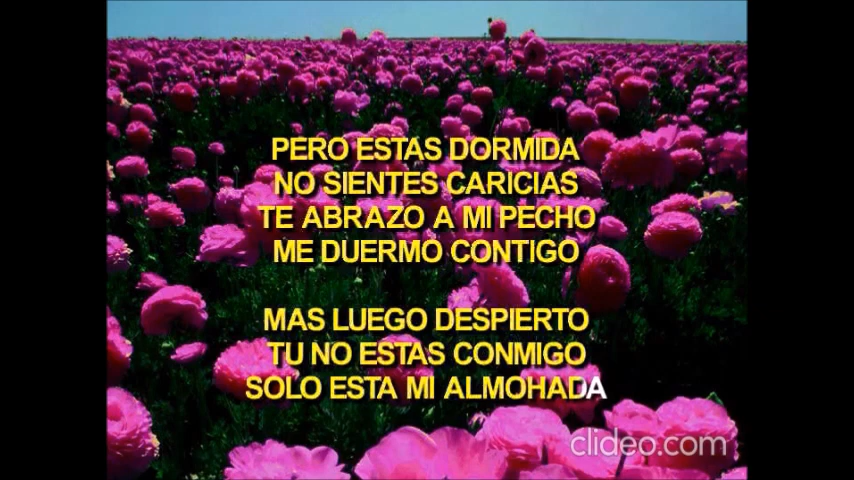 PERO ESTAS DORMIDA
NO SIENTES CARICIAS
TE ABRAZO A MI PECHO
ME DUERMO CONTIGO
MAS LUEGO DESPIERTO
TU NO ESTAS CONMIGO
SOLO ESTA MI ALMOHADA
clideo.com